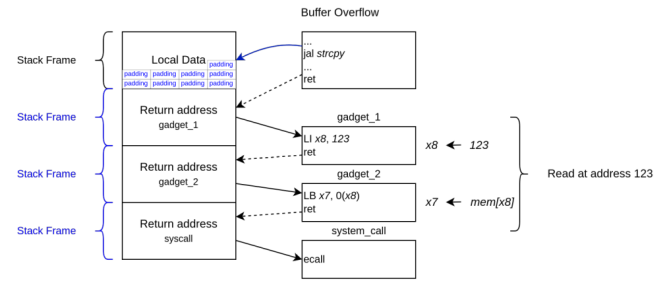 Buffer Overflow
Stack Frame
Local Data
padding
padding padding padding padding
padding padding padding padding
...
jal strcpy
...
ret
Stack Frame
Return address
gadget_1
gadget_1
LI x8, 123
ret
x8 ← 123
Stack Frame
Return address
gadget_2
gadget_2
LB x7, 0(x8)
ret
x7 ← mem[x8]
Read at address 123
Stack Frame
Return address
syscall
system_call
ecall